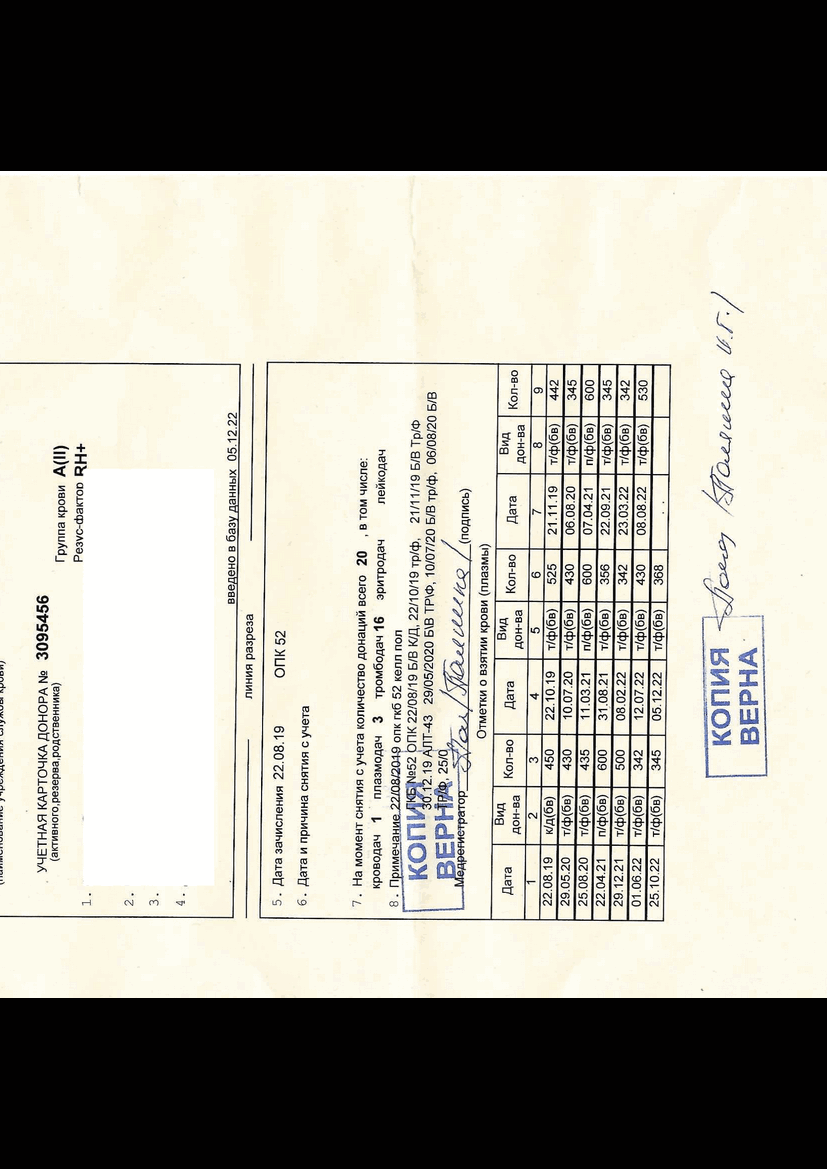 УЧЕТНАЯ КАРТОЧКА ДОНОРА № 3095456
(активного,резерва,родственника)
Группа крови A(II)
Резус-фактор RH+
1.
2.
3.
4.
введено в базу данных 05.12.22
линия разреза
5. Дата зачисления 22.08.19 ОПК 52
6. Дата и причина снятия с учета
7. На момент снятия с учета количество донаций всего 20 , в том числе:
кроводач 1 плазмодач 3 тромбодач 16 эритродач лейкодач
8. Примечание 22/08/2019 опк гкб 52 келл пол
ГКБ №52 ОПК 22/08/19 Б/В К/Д, 22/10/19 тр/ф, 21/11/19 Б/В Тр/Ф
30.12.19 АЛТ-43 29/05/2020 Б\В ТР\Ф, 10/07/20 Б/В тр/ф, 06/08/20 Б/В
ТР/Ф, 25/0
КОПИЯ
ВЕРНА
Медрегистратор (подпись)
Отметки о взятии крови (плазмы)
Дата Вид дон-ва Кол-во Дата Вид дон-ва Кол-во Дата Вид дон-ва Кол-во
1 2 3 4 5 6 7 8 9
22.08.19 к/д(бв) 450 22.10.19 т/ф(бв) 525 21.11.19 т/ф(бв) 442
29.05.20 т/ф(бв) 430 10.07.20 т/ф(бв) 430 06.08.20 т/ф(бв) 345
25.08.20 т/ф(бв) 435 11.03.21 п/ф(бв) 600 07.04.21 п/ф(бв) 600
22.04.21 п/ф(бв) 600 31.08.21 т/ф(бв) 356 22.09.21 т/ф(бв) 345
29.12.21 т/ф(бв) 500 08.02.22 т/ф(бв) 342 23.03.22 т/ф(бв) 342
01.06.22 т/ф(бв) 342 12.07.22 т/ф(бв) 430 08.08.22 т/ф(бв) 530
25.10.22 т/ф(бв) 345 05.12.22 т/ф(бв) 368
КОПИЯ
ВЕРНА